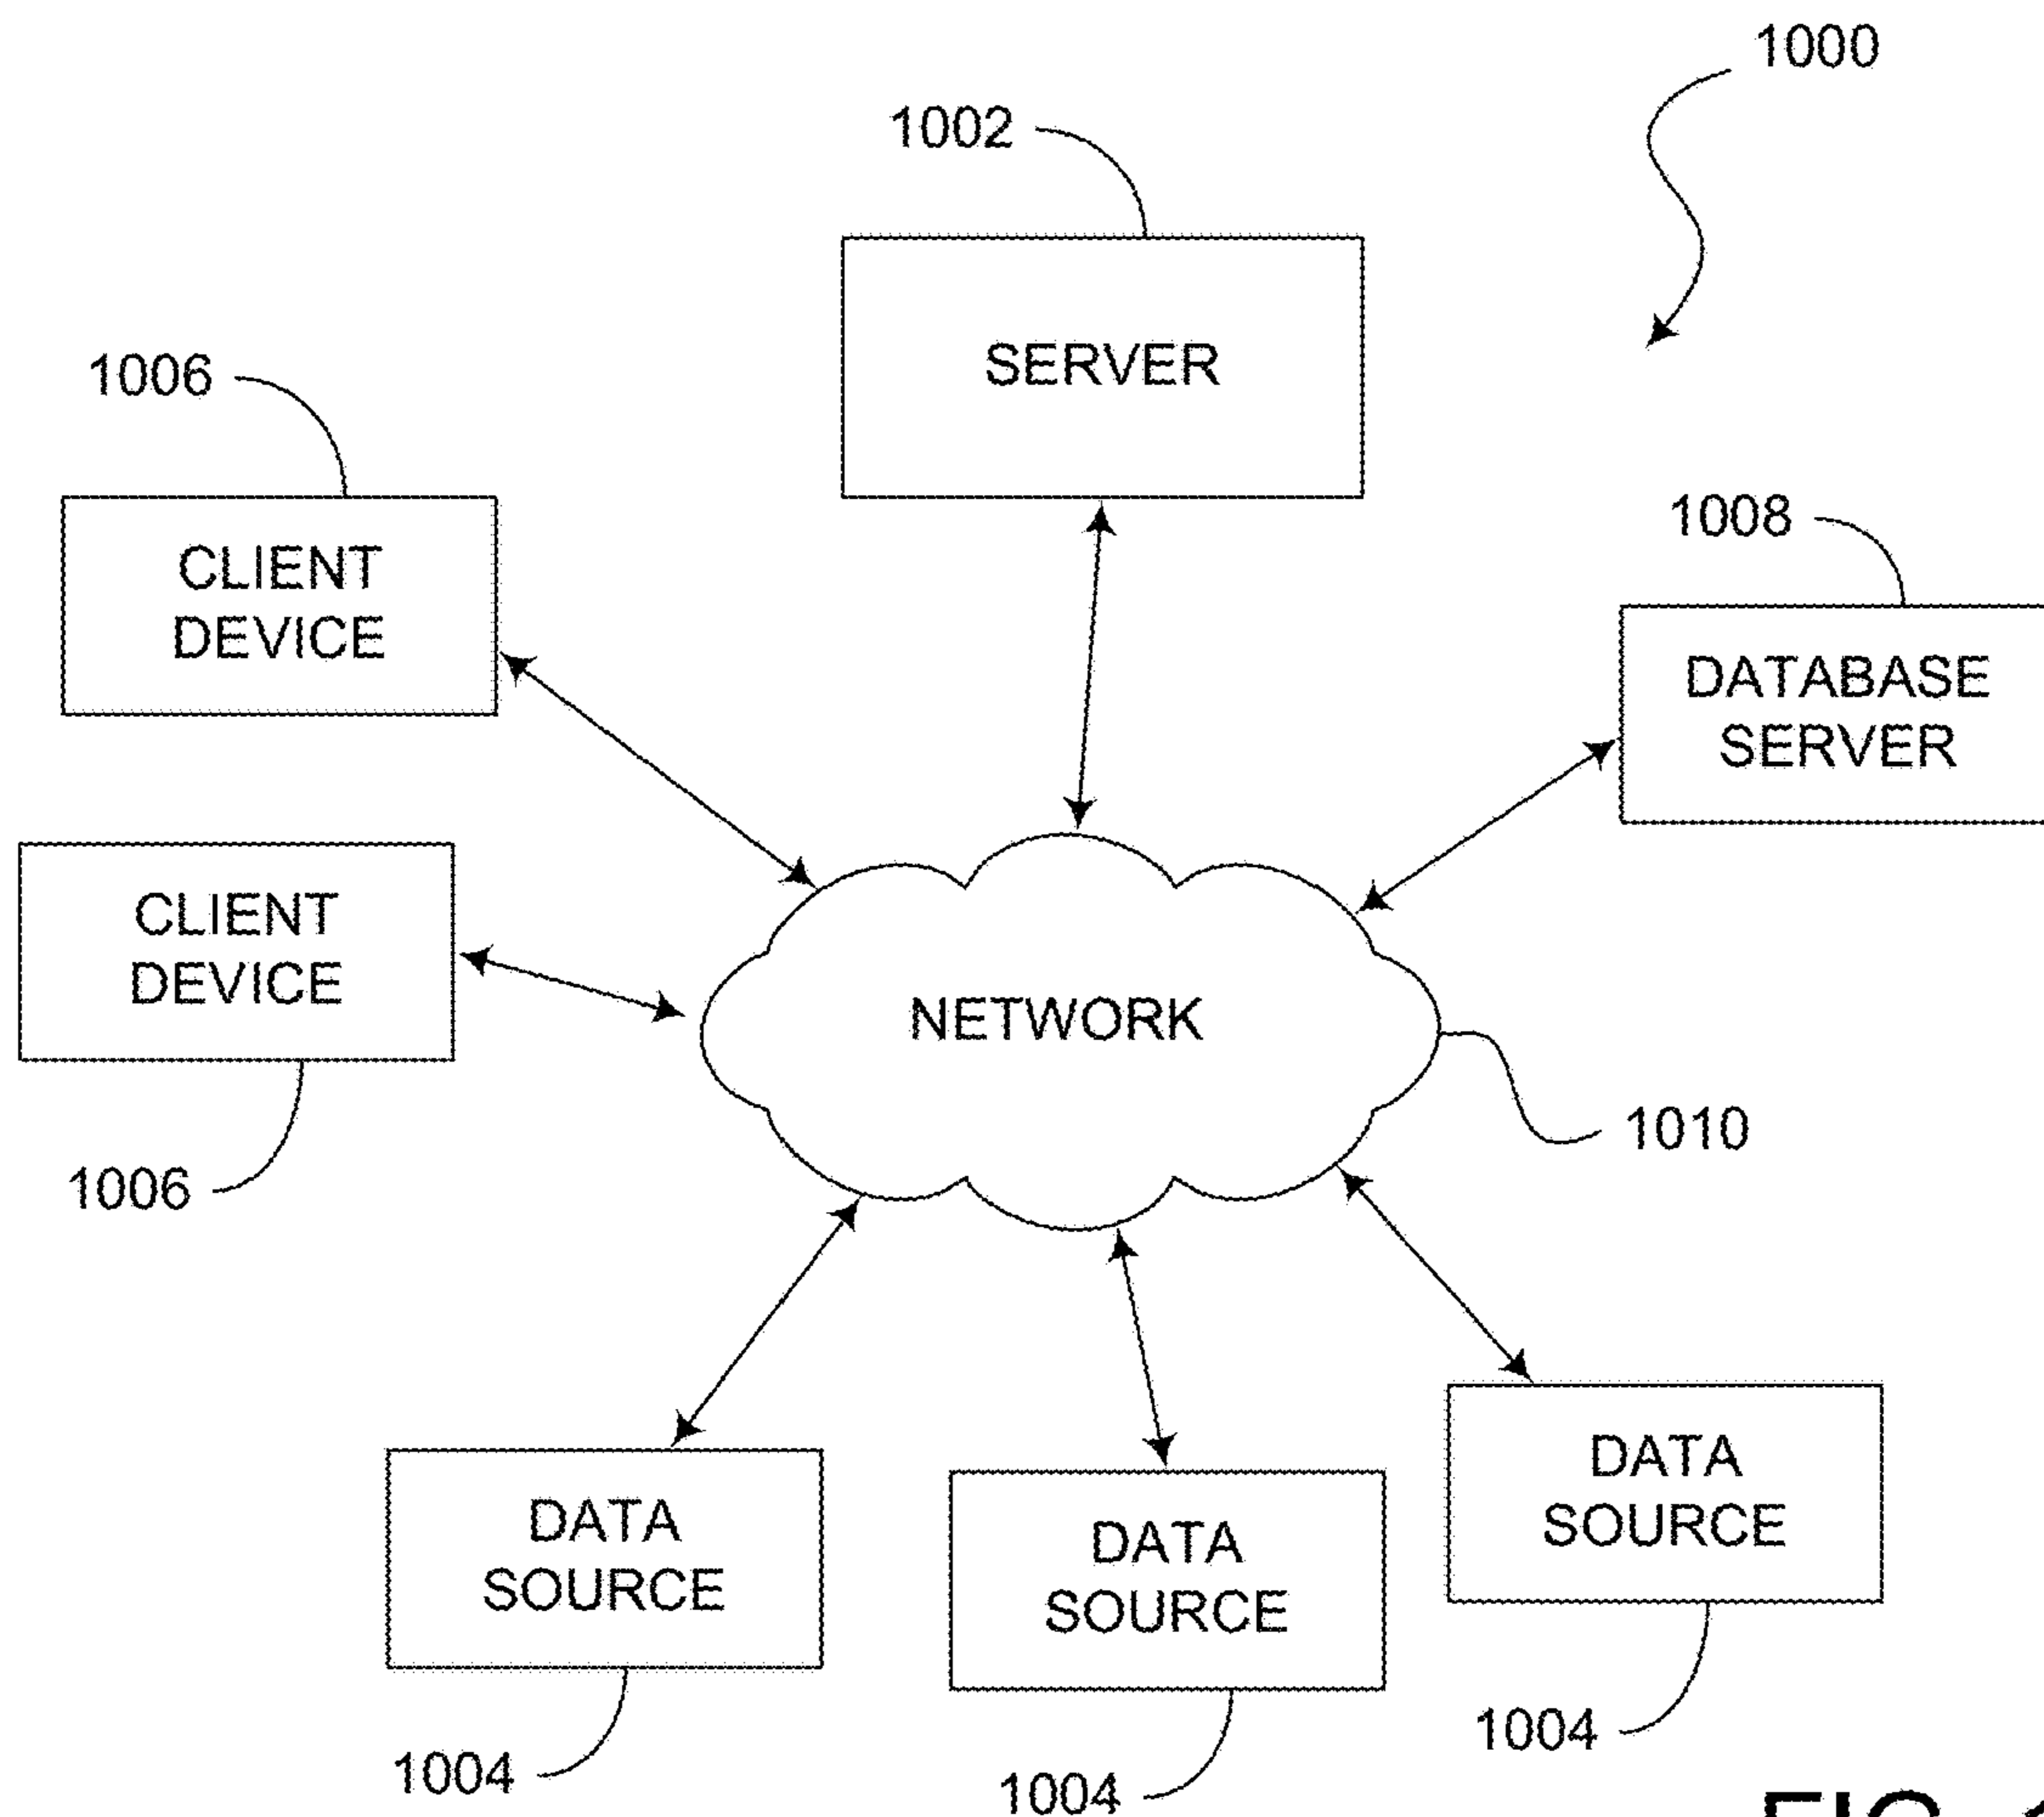 1000
1002
SERVER
1006
CLIENT
DEVICE
1008
DATABASE
SERVER
CLIENT
DEVICE
NETWORK
1010
1006
DATA
SOURCE
DATA
SOURCE
DATA
SOURCE
1004
1004
1004
FIG.